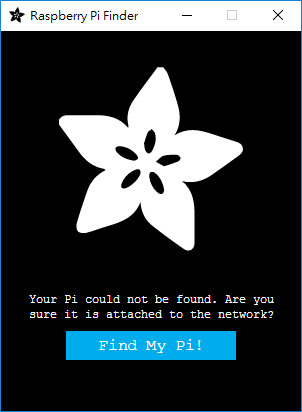 Raspberry Pi Finder
Your Pi could not be found. Are you
sure it is attached to the network?
Find My Pi!